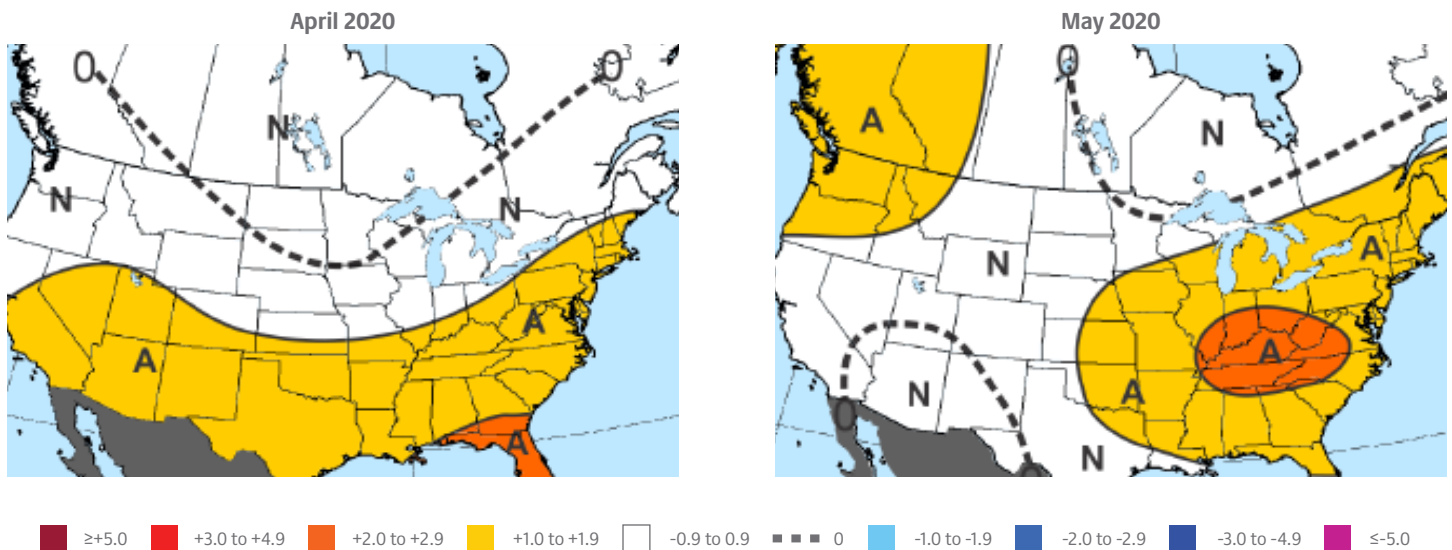 April 2020
May 2020
0
0
N
N
N
A
A
A
0
A
N
N
A
A
A
N
0
N
0
≥+5.0
+3.0 to +4.9
+2.0 to +2.9
+1.0 to +1.9
-0.9 to 0.9
0
-1.0 to -1.9
-2.0 to -2.9
-3.0 to -4.9
≤-5.0